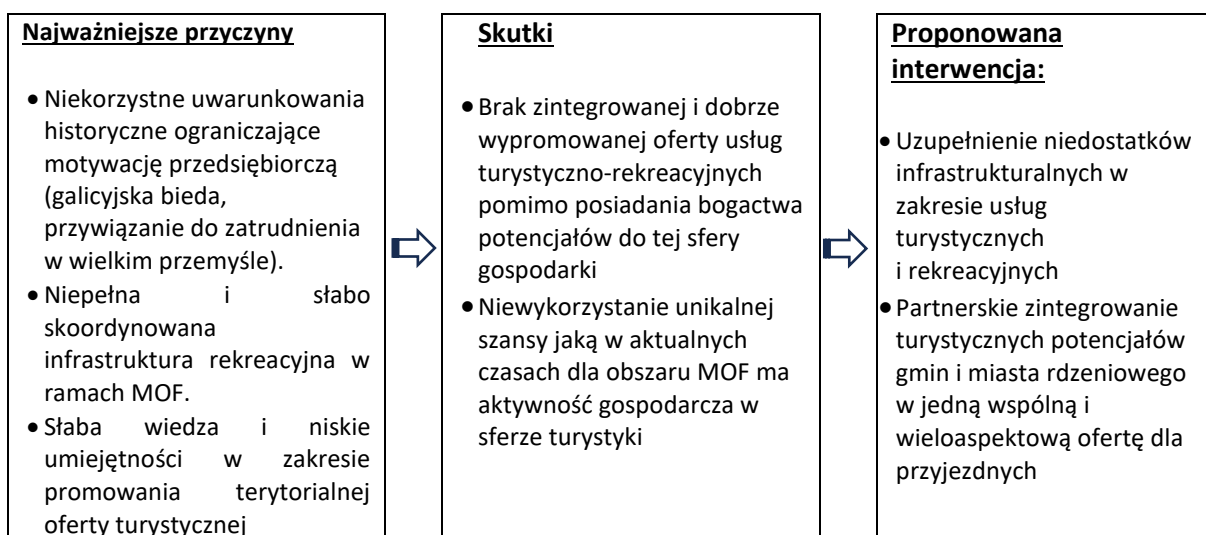 Najważniejsze przyczyny
• Niekorzystne uwarunkowania
historyczne ograniczające
motywację przedsiębiorczą
(galicyjska bieda,
przywiązanie do zatrudnienia
w wielkim przemyśle).
• Niepełna i słabo
skoordynowana
infrastruktura rekreacyjna w
ramach MOF.
• Słaba wiedza i niskie
umiejętności w zakresie
promowania terytorialnej
oferty turystycznej
Skutki
• Brak zintegrowanej i dobrze
wypromowanej oferty usług
turystyczno-rekreacyjnych
pomimo posiadania bogactwa
potencjałów do tej sfery
gospodarki
• Niewykorzystanie unikalnej
szansy jaką w aktualnych
czasach dla obszaru MOF ma
aktywność gospodarcza w
sferze turystyki
Proponowana
interwencja:
• Uzupełnienie niedostatków
infrastrukturalnych w
zakresie usług
turystycznych
i rekreacyjnych
• Partnerskie zintegrowanie
turystycznych potencjałów
gmin i miasta rdzeniowego
w jedną wspólną i
wieloaspektową ofertę dla
przyjezdnych